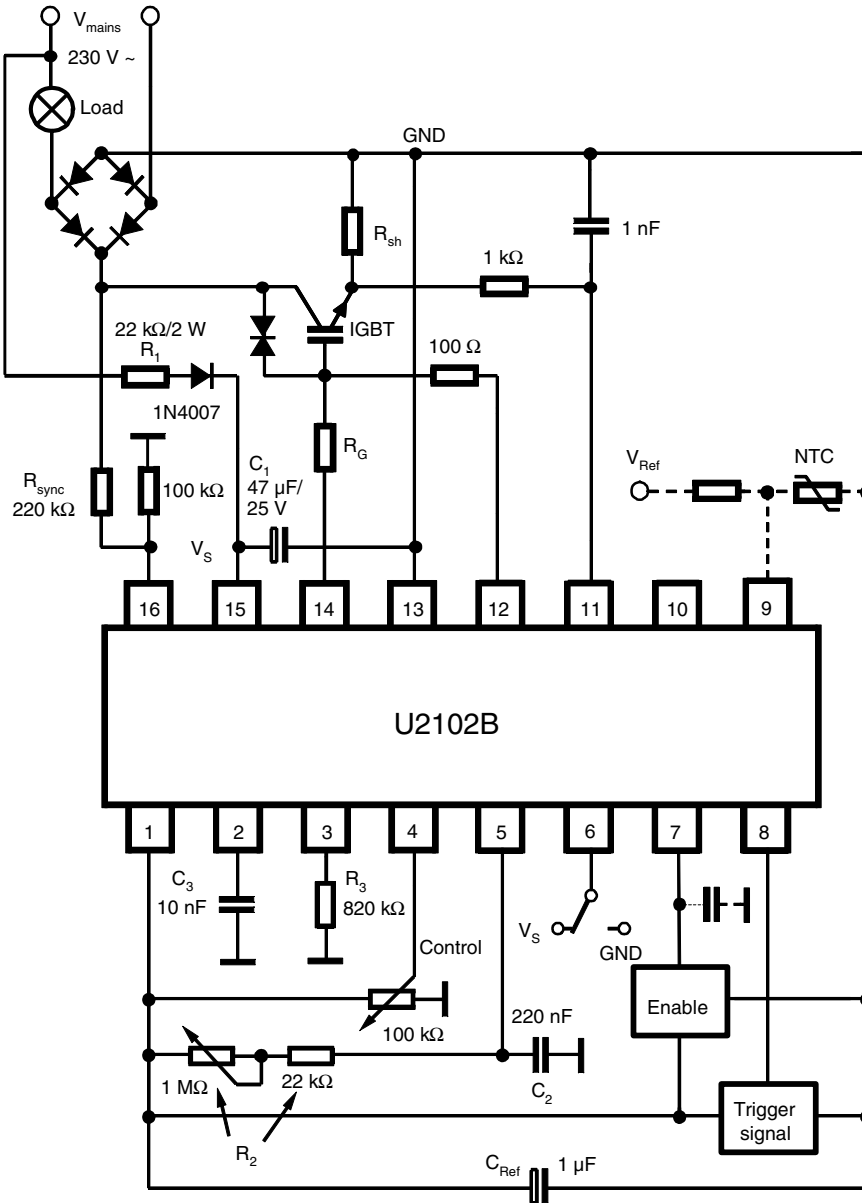 V_mains
230 V ~
Load
GND
R_sh
1 nF
1 kΩ
IGBT
22 kΩ/2 W
R_1
100 Ω
1N4007
R_G
C_1
47 µF/
25 V
V_Ref
NTC
R_sync
220 kΩ
100 kΩ
V_S
16 15 14 13 12 11 10 9
U2102B
1 2 3 4 5 6 7 8
C_3
10 nF
R_3
820 kΩ
Control
V_S
GND
100 kΩ
220 nF
Enable
1 MΩ
22 kΩ
C_2
R_2
Trigger
signal
C_Ref
1 µF